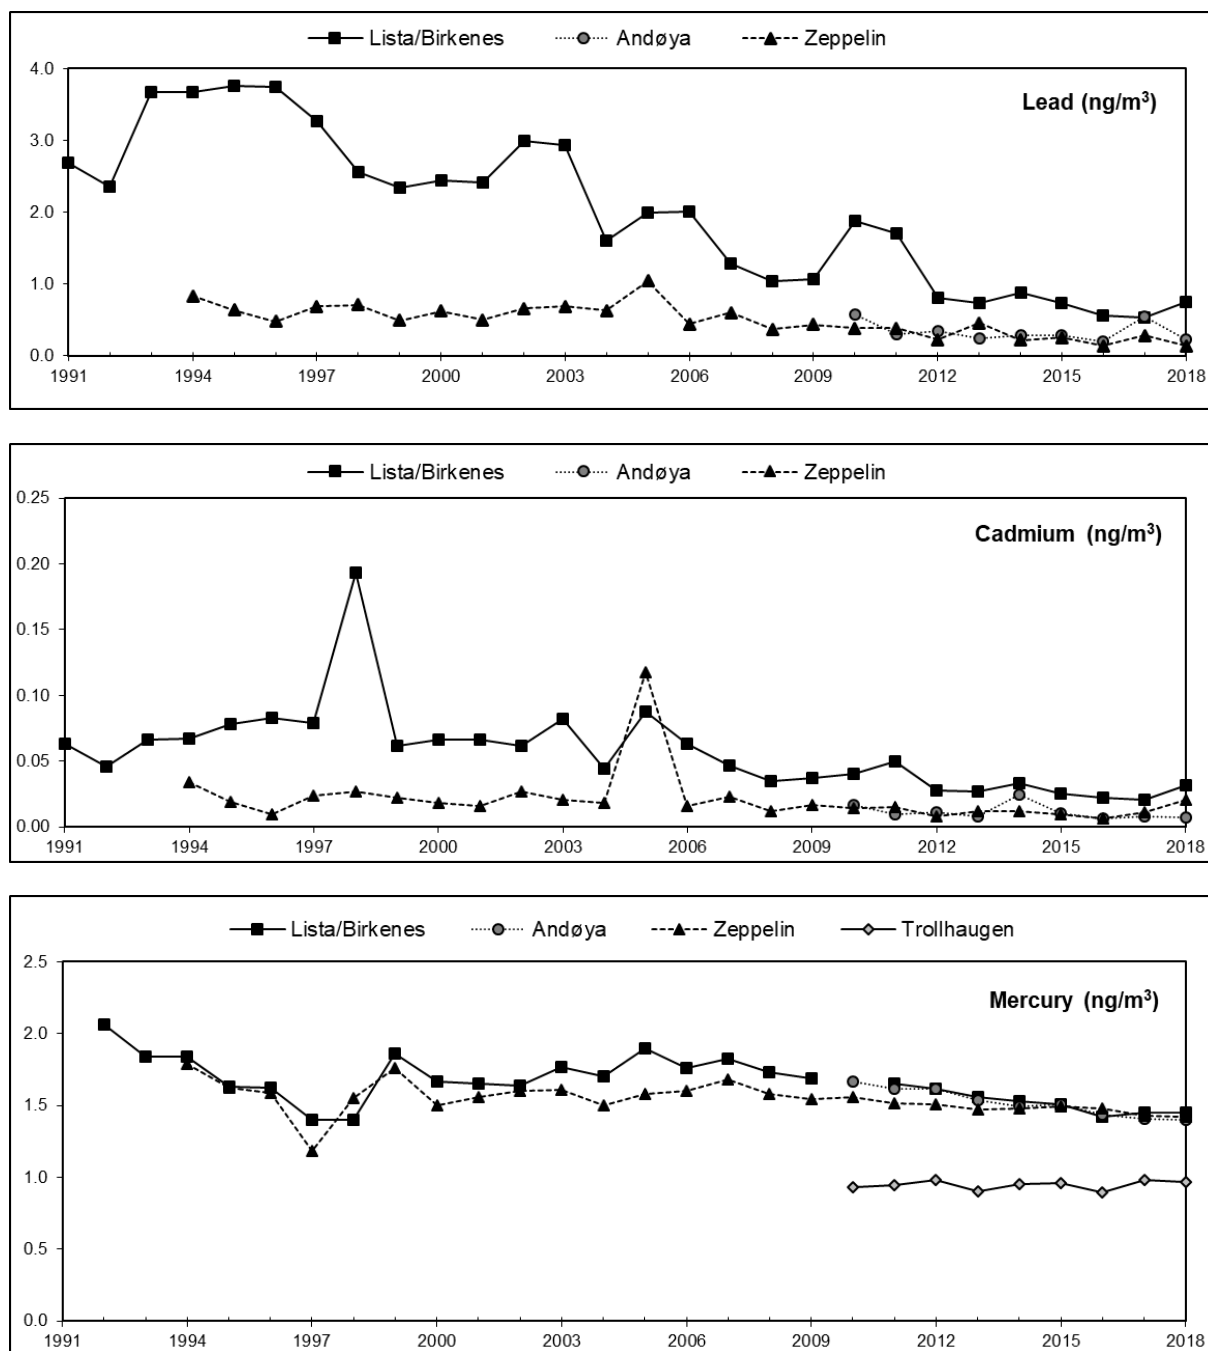 Lista/Birkenes Andøya Zeppelin
Lead (ng/m³)
4.0
3.0
2.0
1.0
0.0
1991 1994 1997 2000 2003 2006 2009 2012 2015 2018
Lista/Birkenes Andøya Zeppelin
Cadmium (ng/m³)
0.25
0.20
0.15
0.10
0.05
0.00
1991 1994 1997 2000 2003 2006 2009 2012 2015 2018
Lista/Birkenes Andøya Zeppelin Trollhaugen
Mercury (ng/m³)
2.5
2.0
1.5
1.0
0.5
0.0
1991 1994 1997 2000 2003 2006 2009 2012 2015 2018